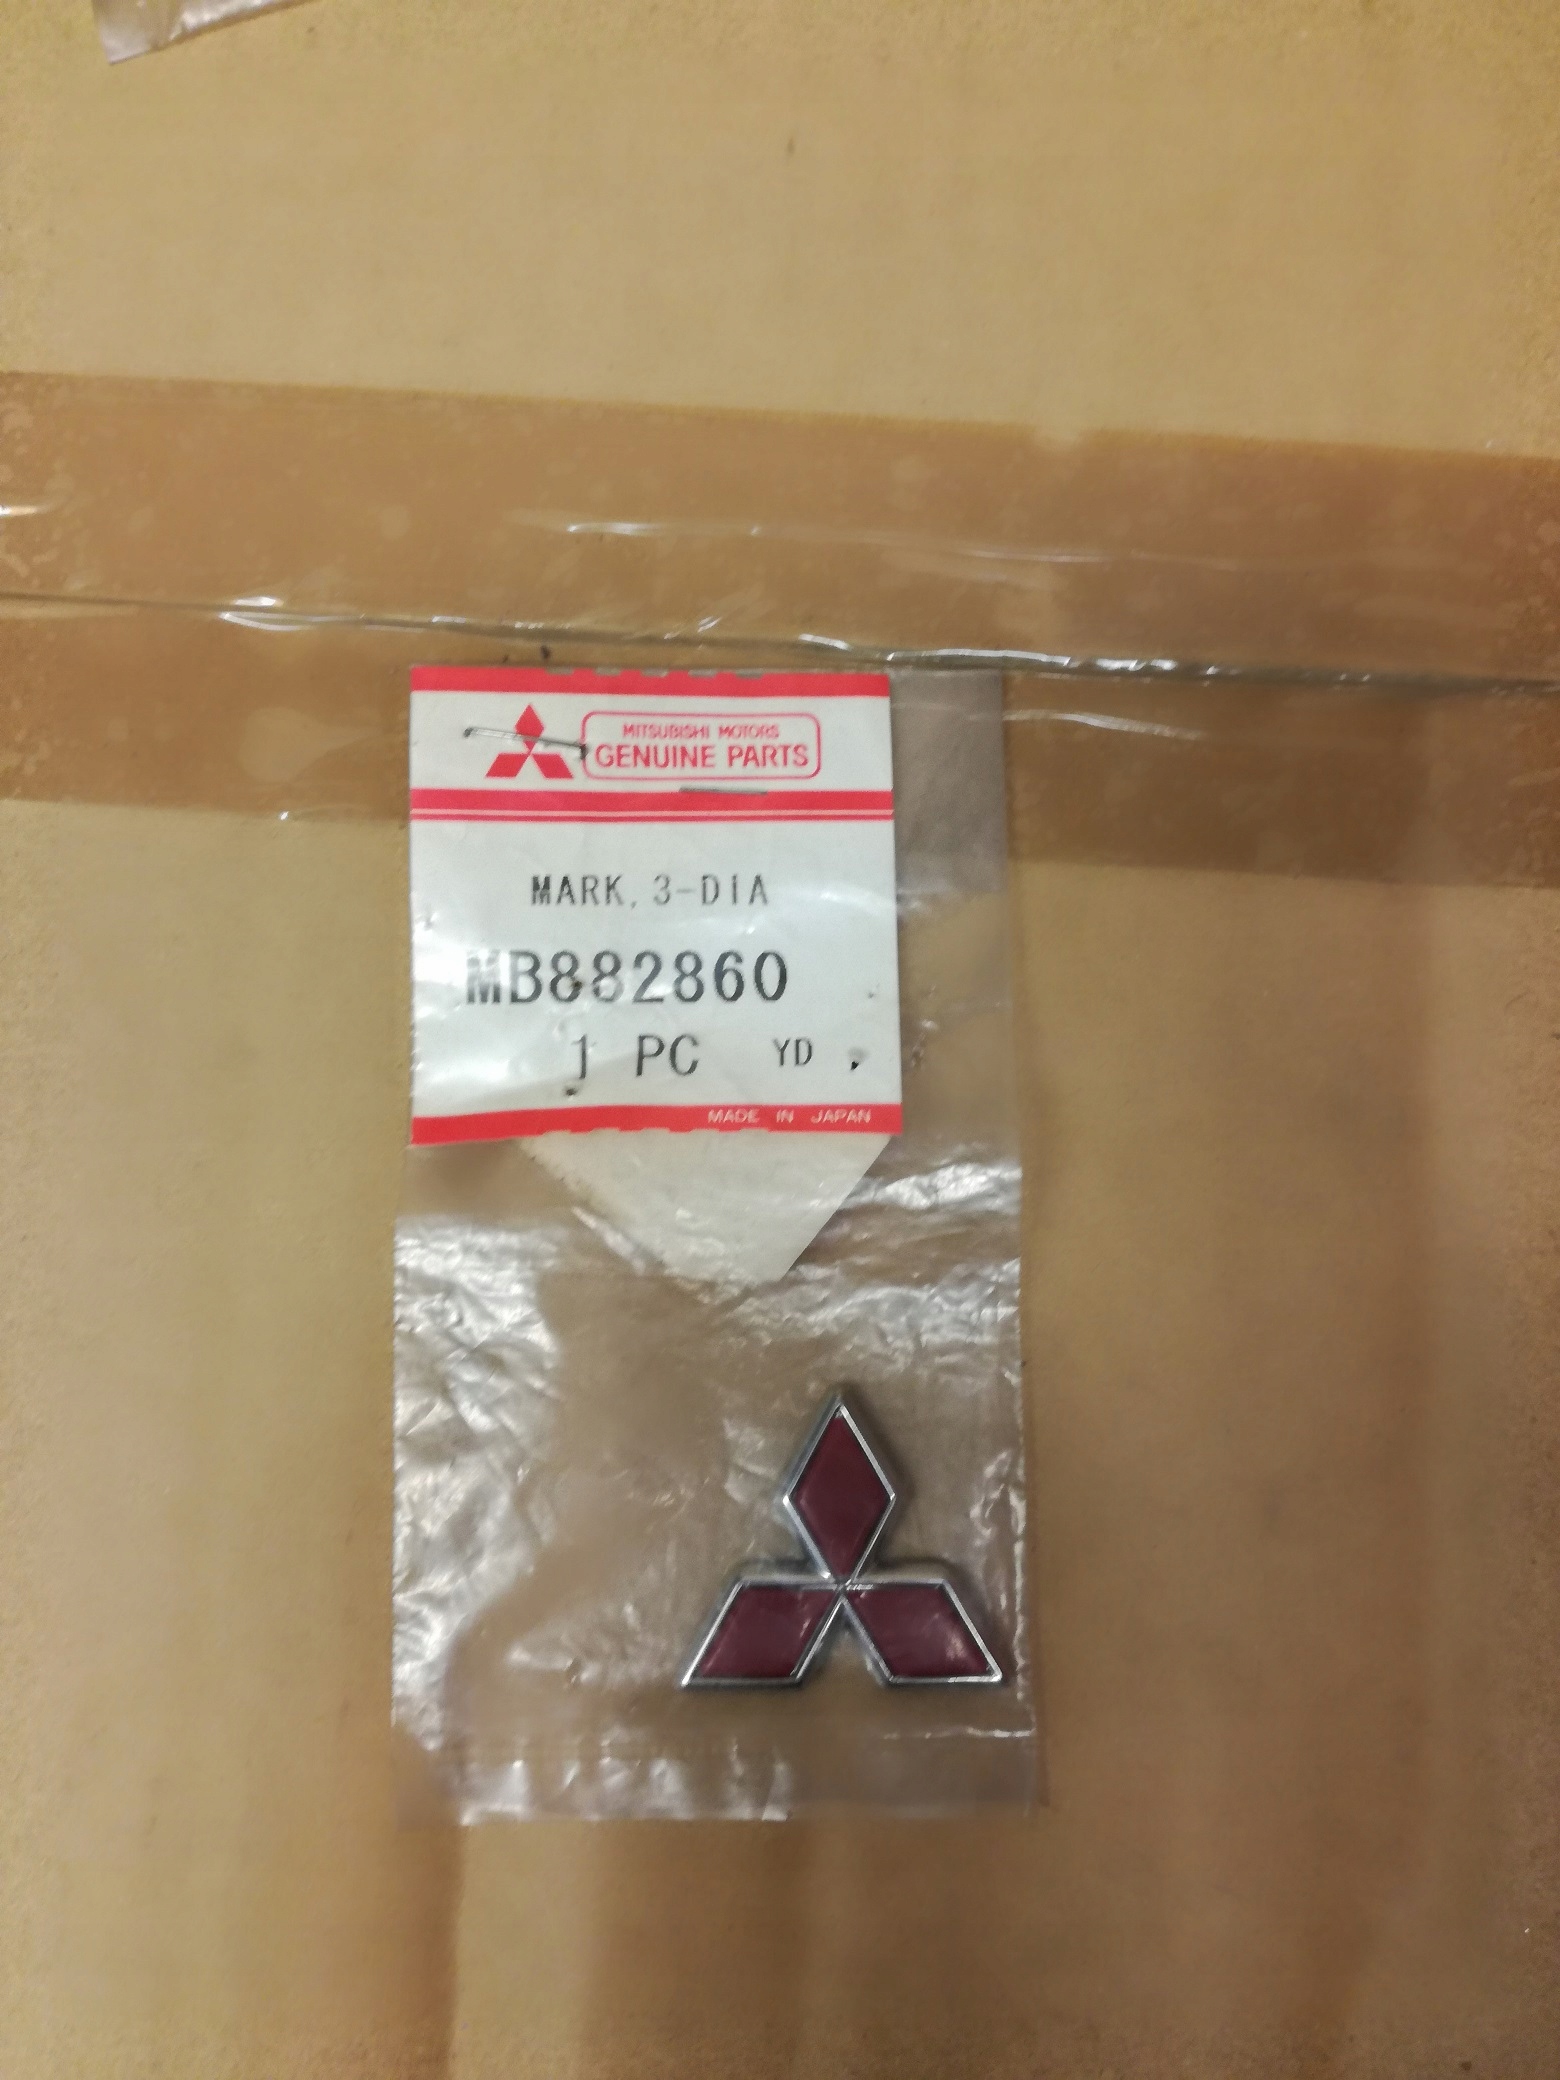 MITSUBISHI MOTORS
GENUINE PARTS
MARK, 3-DIA
MB882860
1 PC YD
MADE IN JAPAN